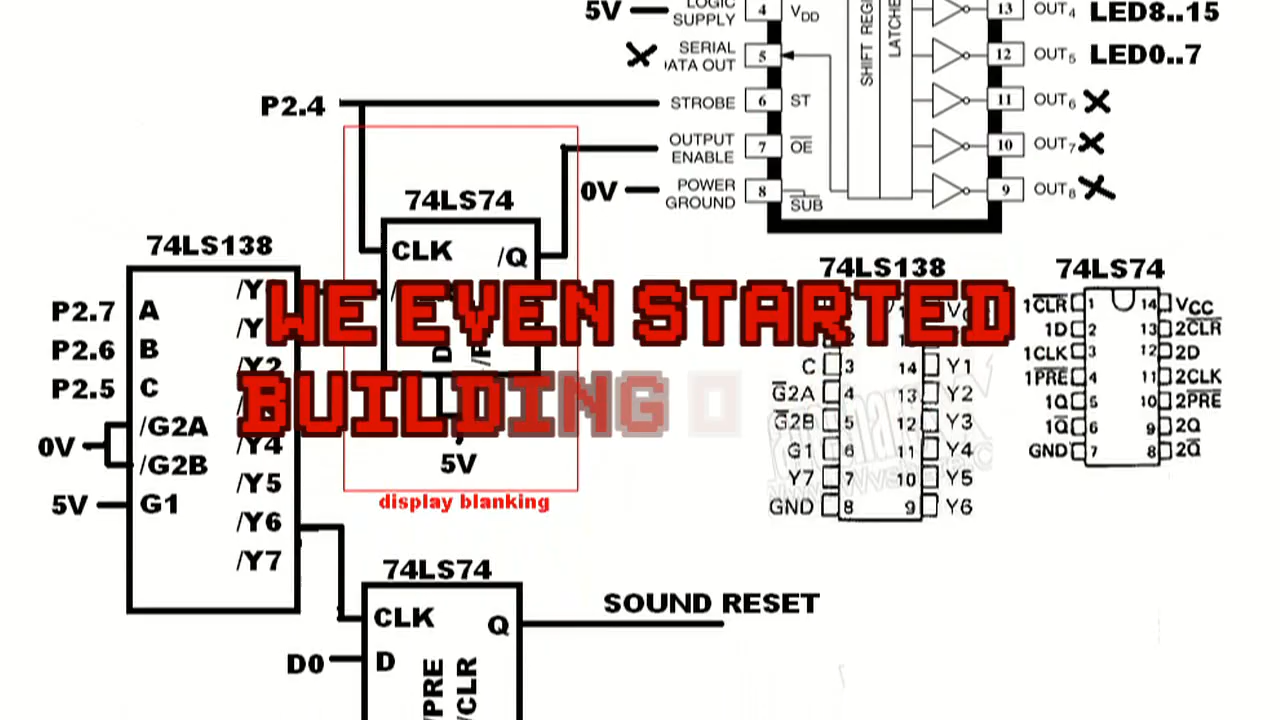 5V LOGIC SUPPLY 4 VDD 13 OUT4 LED8..15
SERIAL DATA OUT 5 12 OUT5 LED0..7
P2.4 STROBE 6 ST 11 OUT6
OUTPUT ENABLE 7 OE 10 OUT7
0V POWER GROUND 8 SUB 9 OUT8
SHIFT REG
LATCHE
74LS74
CLK /Q
D
5V
display blanking
74LS138
P2.7 A /Y
P2.6 B /Y
P2.5 C /Y2
/G2A
0V /Y4
/G2B
/Y5
5V G1
/Y6
/Y7
WE EVEN STARTED
BUILDING O
74LS138
C 3 14 Y1
G2A 4 13 Y2
G2B 5 12 Y3
G1 6 11 Y4
Y7 7 10 Y5
GND 8 9 Y6
74LS74
1CLR 1 14 VCC
1D 2 13 2CLR
1CLK 3 12 2D
1PRE 4 11 2CLK
1Q 5 10 2PRE
1Q 6 9 2Q
GND 7 8 2Q
74LS74
CLK Q SOUND RESET
D0 D
/PRE
/CLR